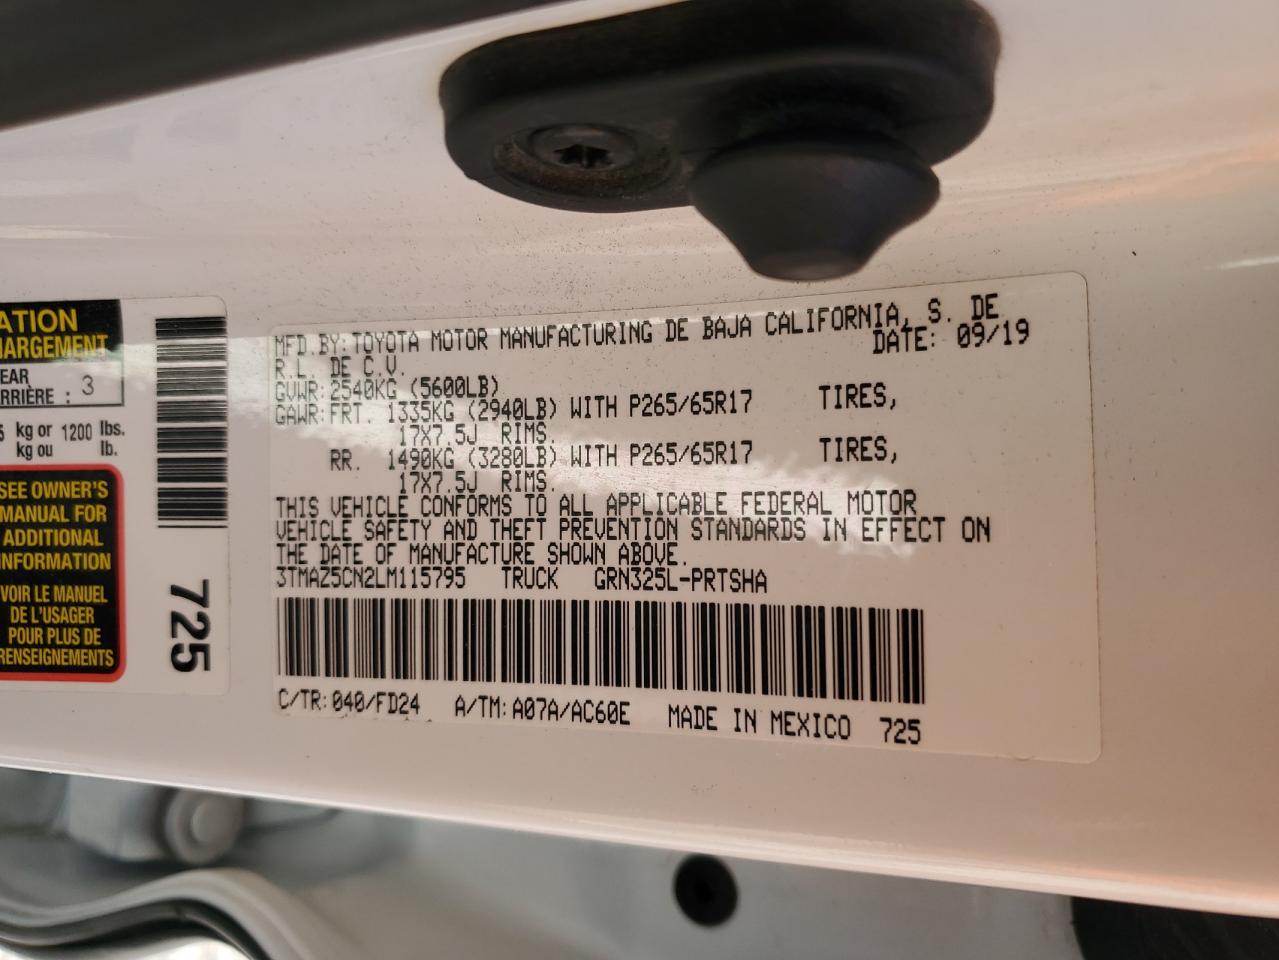 ATION
HARGEMENT
EAR
RRIÈRE : 3
5 kg or 1200 lbs.
kg ou lb.
SEE OWNER'S
MANUAL FOR
ADDITIONAL
INFORMATION
VOIR LE MANUEL
DE L'USAGER
POUR PLUS DE
RENSEIGNEMENTS
725
MFD.BY:TOYOTA MOTOR MANUFACTURING DE BAJA CALIFORNIA, S. DE
R.L. DE C.V. DATE: 09/19
GVWR:2540KG (5600LB)
GAWR:FRT. 1335KG (2940LB) WITH P265/65R17 TIRES,
17X7.5J RIMS.
RR. 1490KG (3280LB) WITH P265/65R17 TIRES,
17X7.5J RIMS.
THIS VEHICLE CONFORMS TO ALL APPLICABLE FEDERAL MOTOR
VEHICLE SAFETY AND THEFT PREVENTION STANDARDS IN EFFECT ON
THE DATE OF MANUFACTURE SHOWN ABOVE.
3TMAZ5CN2LM115795 TRUCK GRN325L-PRTSHA
C/TR:040/FD24 A/TM:A07A/AC60E MADE IN MEXICO 725